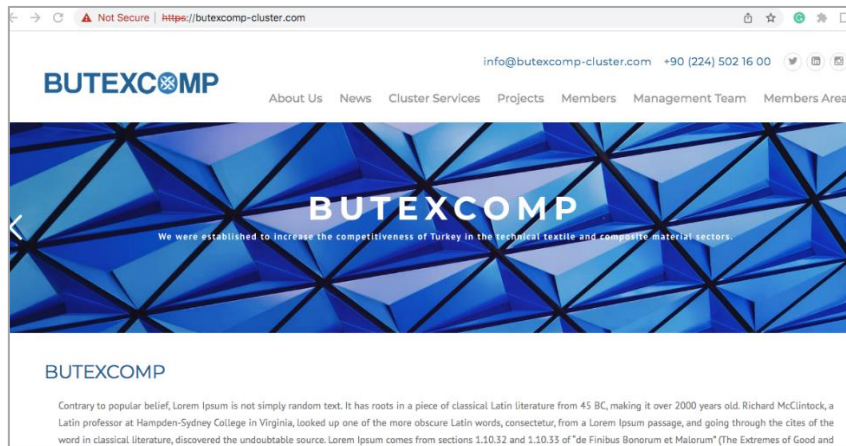 Not Secure | https://butexcomp-cluster.com
info@butexcomp-cluster.com +90 (224) 502 16 00
BUTEXCOMP
About Us News Cluster Services Projects Members Management Team Members Area
BUTEXCOMP
We were established to increase the competitiveness of Turkey in the technical textile and composite material sectors.
BUTEXCOMP
Contrary to popular belief, Lorem Ipsum is not simply random text. It has roots in a piece of classical Latin literature from 45 BC, making it over 2000 years old. Richard McClintock, a
Latin professor at Hampden-Sydney College in Virginia, looked up one of the more obscure Latin words, consectetur, from a Lorem Ipsum passage, and going through the cites of the
word in classical literature, discovered the undoubtable source. Lorem Ipsum comes from sections 1.10.32 and 1.10.33 of "de Finibus Bonorum et Malorum" (The Extremes of Good and